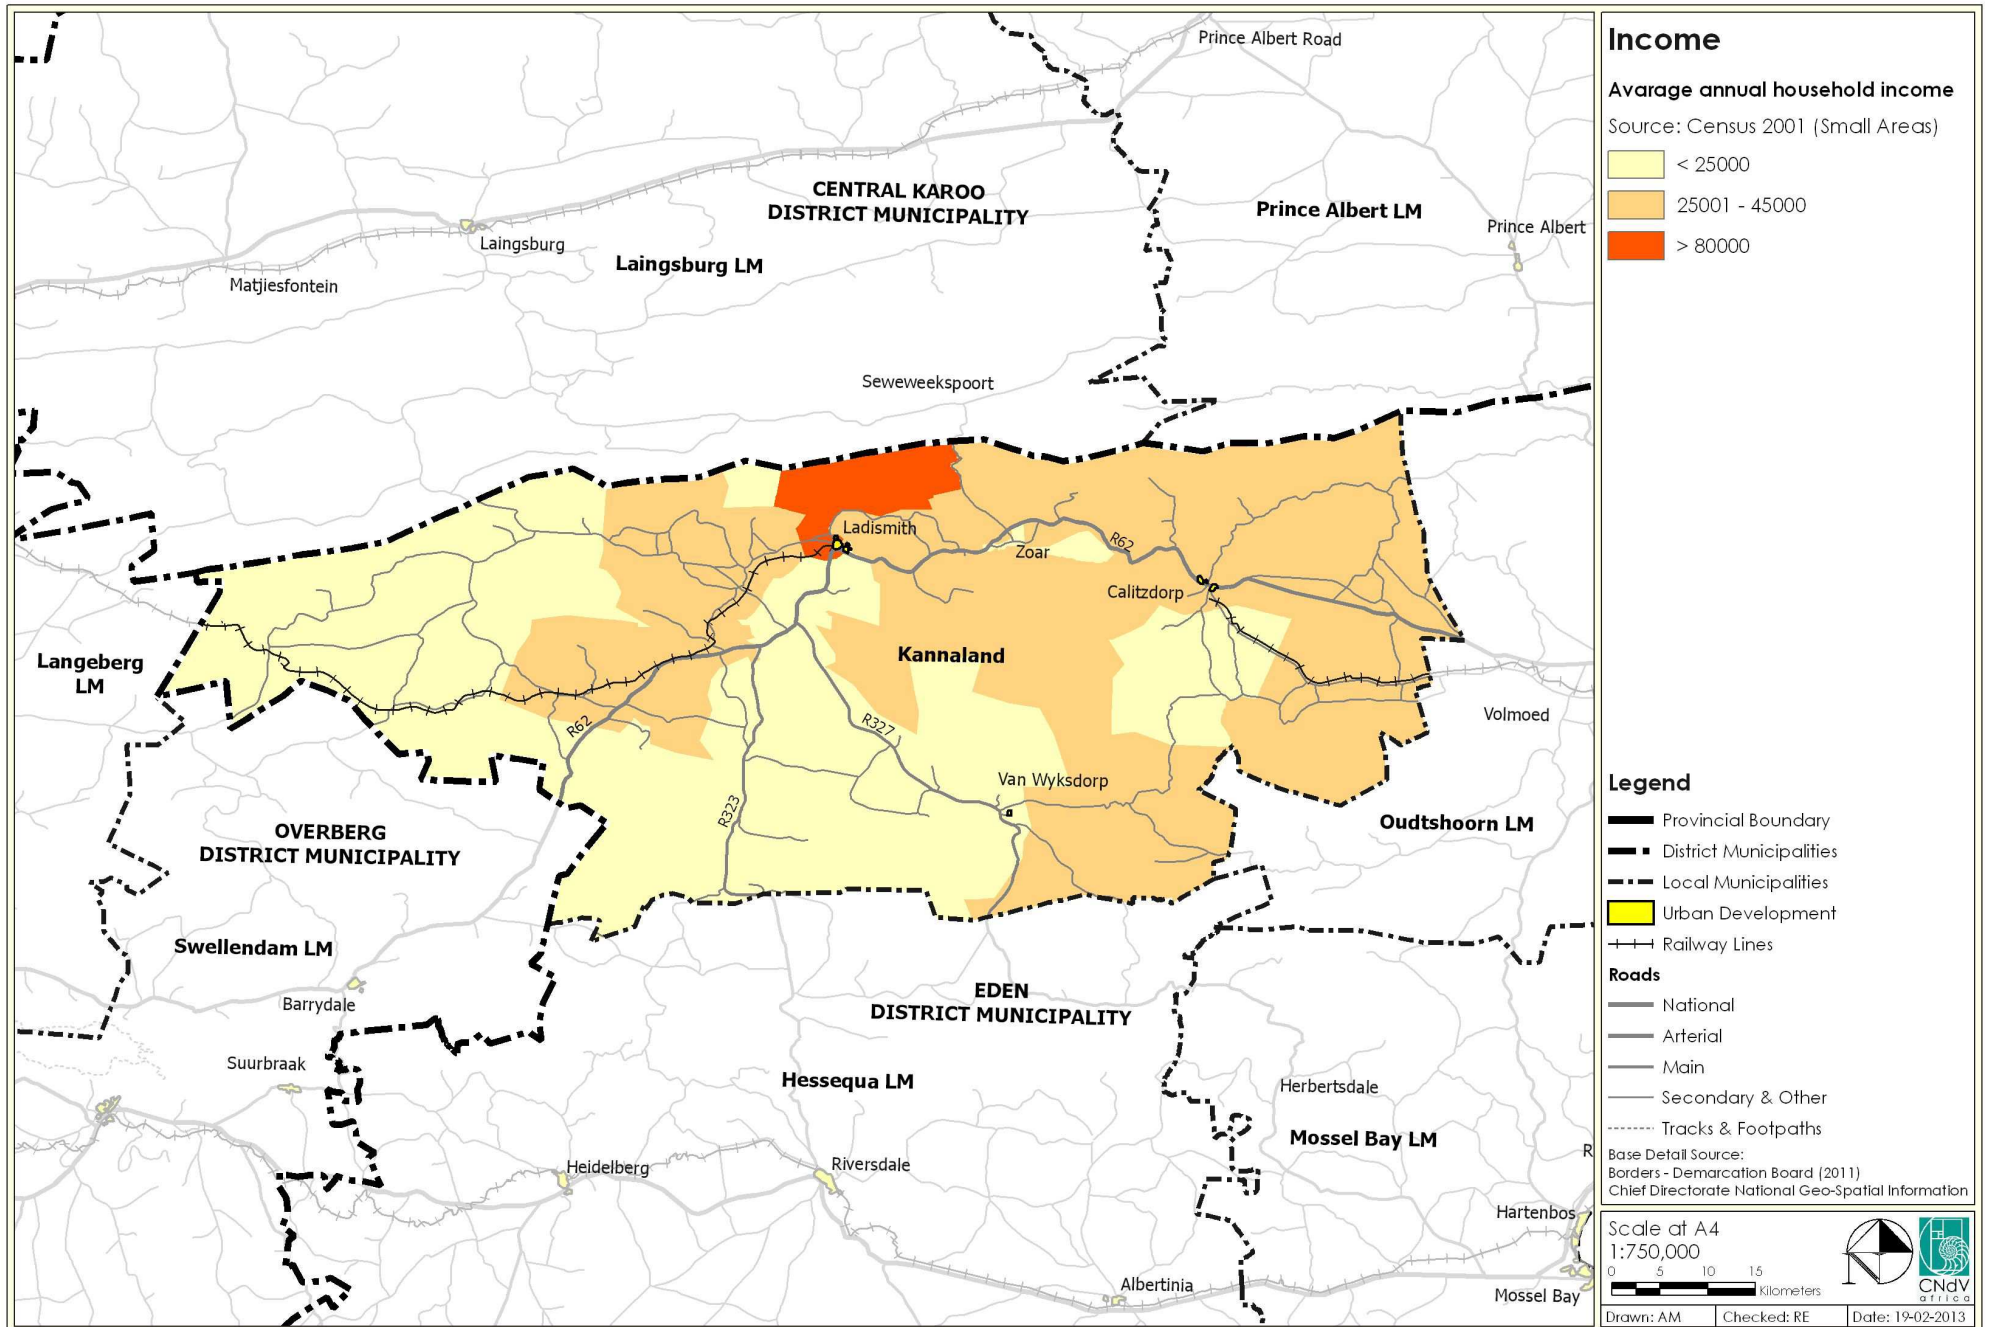 Prince Albert Road
CENTRAL KAROO
DISTRICT MUNICIPALITY
Prince Albert LM
Prince Albert
Laingsburg
Laingsburg LM
Matjiesfontein
Seweweekspoort
Ladismith
Zoar
R62
Calitzdorp
Langeberg
LM
Kannaland
Volmoed
R62
R327
Van Wyksdorp
R323
OVERBERG
DISTRICT MUNICIPALITY
Oudtshoorn LM
Swellendam LM
Barrydale
EDEN
DISTRICT MUNICIPALITY
Suurbraak
Hessequa LM
Herbertsdale
Mossel Bay LM
R
Heidelberg
Riversdale
Hartenbos
Albertinia
Mossel Bay
Income
Avarage annual household income
Source: Census 2001 (Small Areas)
< 25000
25001 - 45000
> 80000
Legend
Provincial Boundary
District Municipalities
Local Municipalities
Urban Development
Railway Lines
Roads
National
Arterial
Main
Secondary & Other
Tracks & Footpaths
Base Detail Source:
Borders - Demarcation Board (2011)
Chief Directorate National Geo-Spatial Information
Scale at A4
1:750,000
0 5 10 15
Kilometers
N
CNdV
africa
Drawn: AM
Checked: RE
Date: 19-02-2013